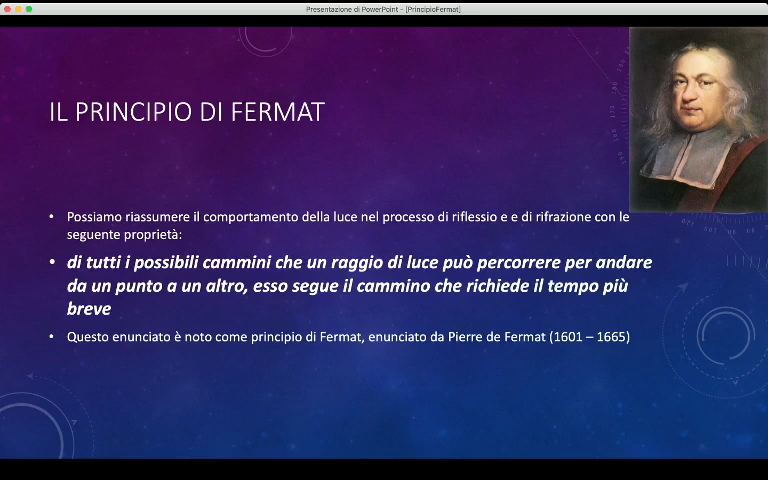 Presentazione di PowerPoint - [PrincipioFermat]
IL PRINCIPIO DI FERMAT
• Possiamo riassumere il comportamento della luce nel processo di riflessio e e di rifrazione con le
seguente proprietà:
• di tutti i possibili cammini che un raggio di luce può percorrere per andare
da un punto a un altro, esso segue il cammino che richiede il tempo più
breve
• Questo enunciato è noto come principio di Fermat, enunciato da Pierre de Fermat (1601 – 1665)